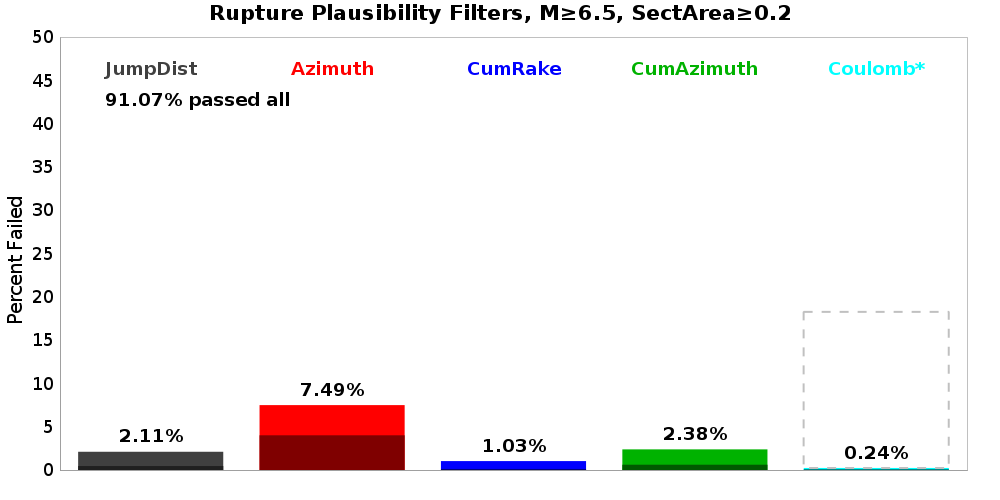 Rupture Plausibility Filters, M≥6.5, SectArea≥0.2
50
45
40
35
30
25
20
15
10
5
0
Percent Failed
JumpDist
Azimuth
CumRake
CumAzimuth
Coulomb*
91.07% passed all
2.11%
7.49%
1.03%
2.38%
0.24%